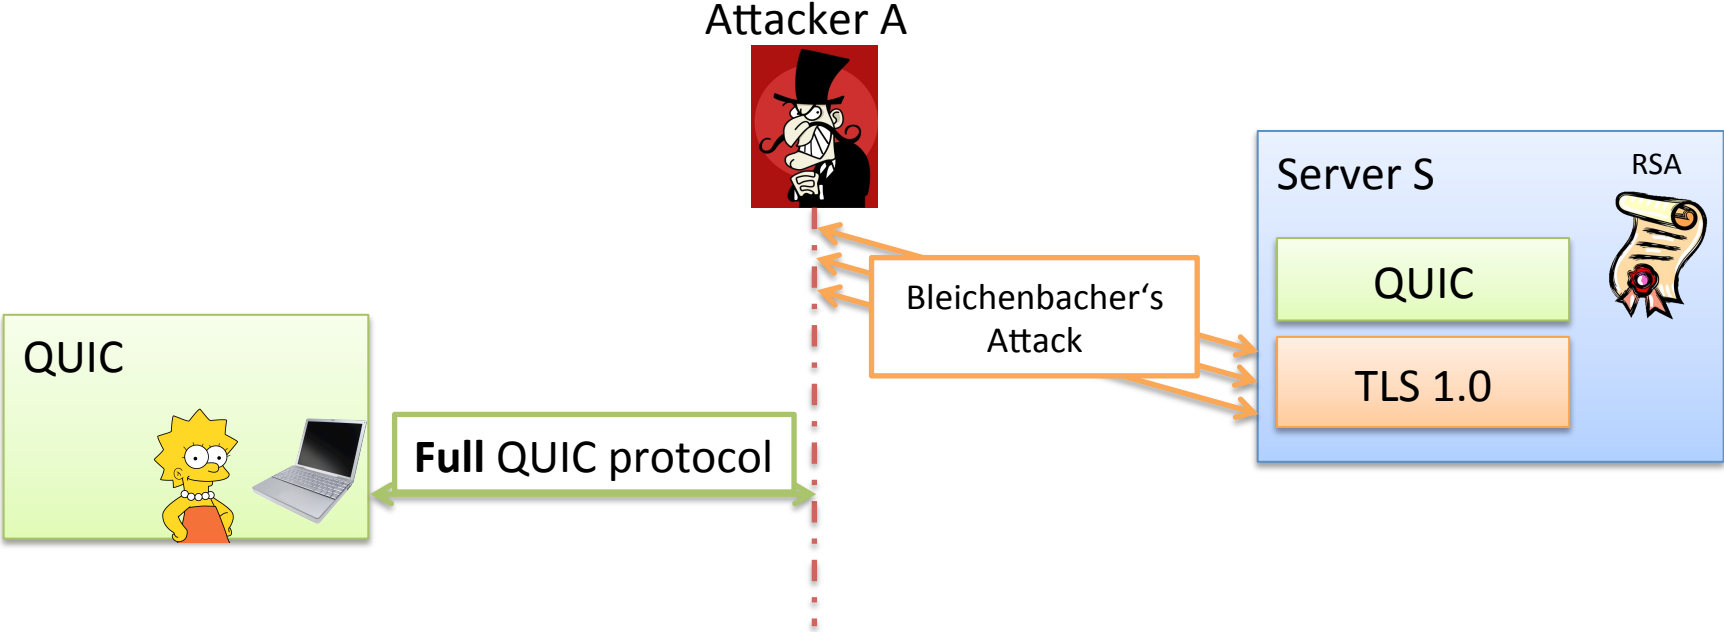 Attacker A
Server S
RSA
QUIC
Bleichenbacher‘s
Attack
TLS 1.0
QUIC
Full QUIC protocol